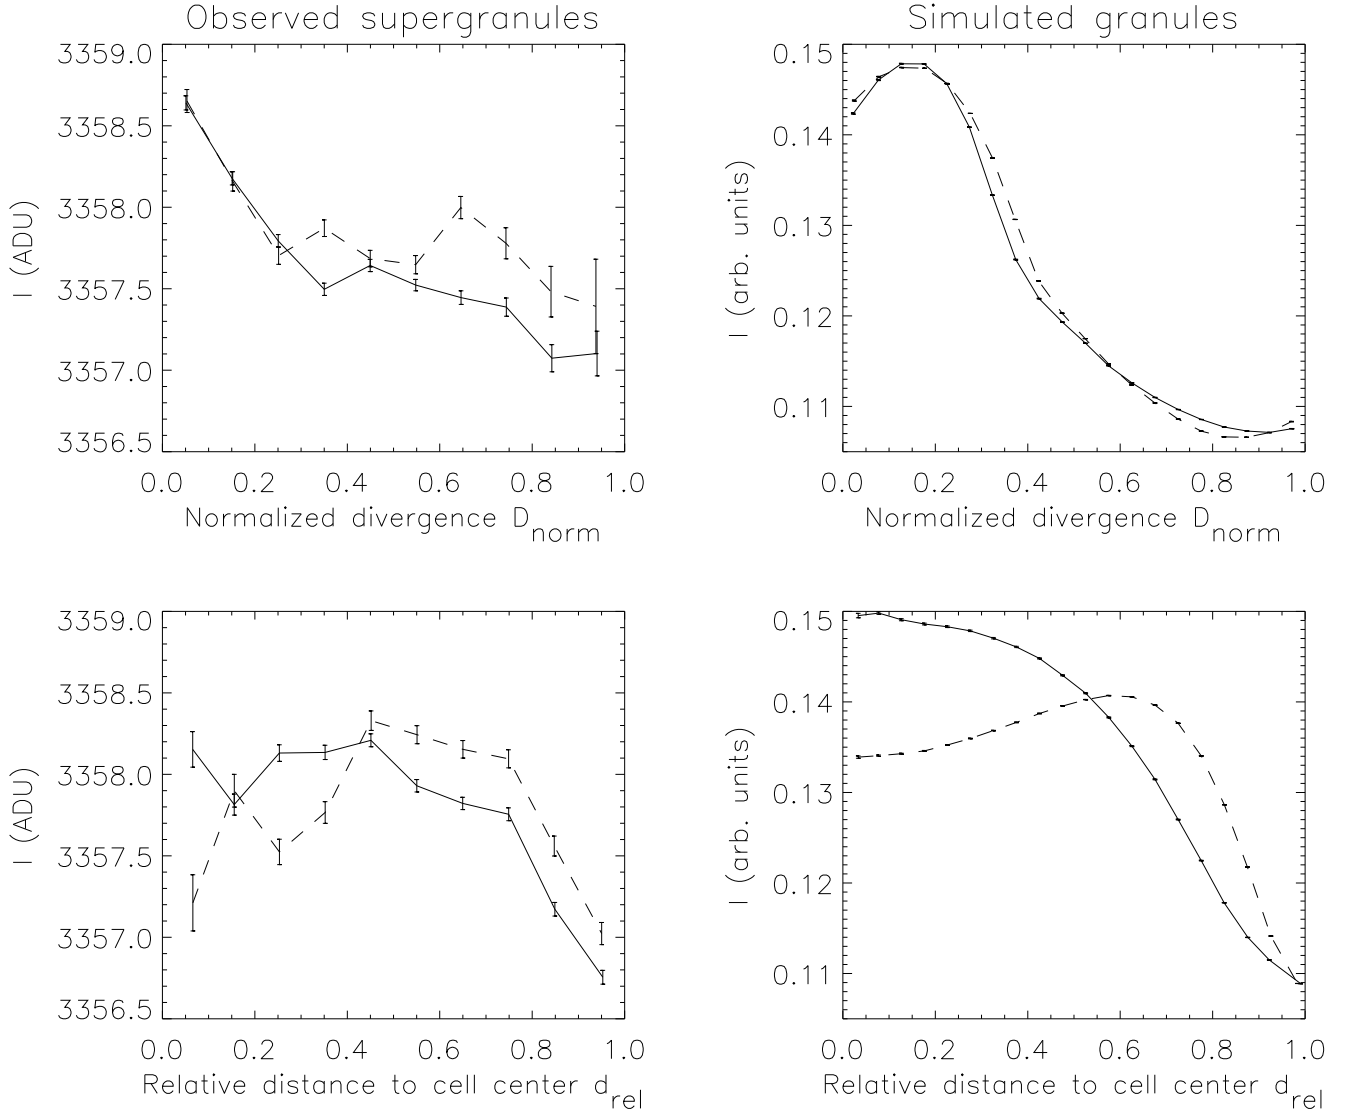 Observed supergranules
3359.0
3358.5
3358.0
3357.5
3357.0
3356.5
I (ADU)
0.0 0.2 0.4 0.6 0.8 1.0
Normalized divergence Dnorm
Simulated granules
0.15
0.14
0.13
0.12
0.11
I (arb. units)
0.0 0.2 0.4 0.6 0.8 1.0
Normalized divergence Dnorm
3359.0
3358.5
3358.0
3357.5
3357.0
3356.5
I (ADU)
0.0 0.2 0.4 0.6 0.8 1.0
Relative distance to cell center drel
0.15
0.14
0.13
0.12
0.11
I (arb. units)
0.0 0.2 0.4 0.6 0.8 1.0
Relative distance to cell center drel